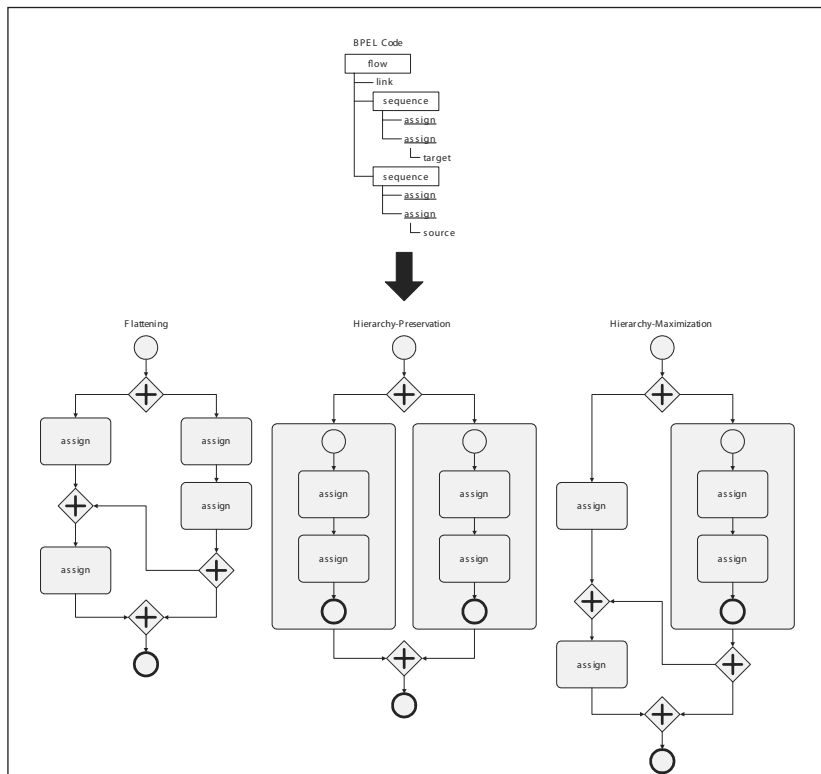 BPEL Code
flow
link
sequence
assign
assign
target
sequence
assign
assign
source
Flattening
Hierarchy-Preservation
Hierarchy-Maximization
assign
assign
assign
assign
assign
assign
assign
assign
assign
assign
assign
assign